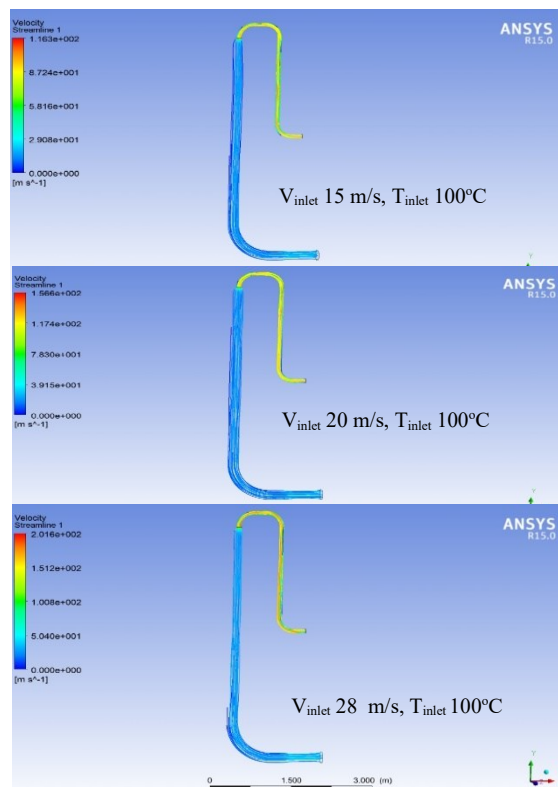 Velocity
Streamline 1
1.163e+002
8.724e+001
5.816e+001
2.908e+001
0.000e+000
[m s^-1]
ANSYS
R15.0
Vinlet 15 m/s, Tinlet 100°C
Y
Velocity
Streamline 1
1.566e+002
1.174e+002
7.830e+001
3.915e+001
0.000e+000
[m s^-1]
ANSYS
R15.0
Vinlet 20 m/s, Tinlet 100°C
Y
Velocity
Streamline 1
2.016e+002
1.512e+002
1.008e+002
5.040e+001
0.000e+000
[m s^-1]
ANSYS
R15.0
Vinlet 28 m/s, Tinlet 100°C
Y
0 1.500 3.000 (m)